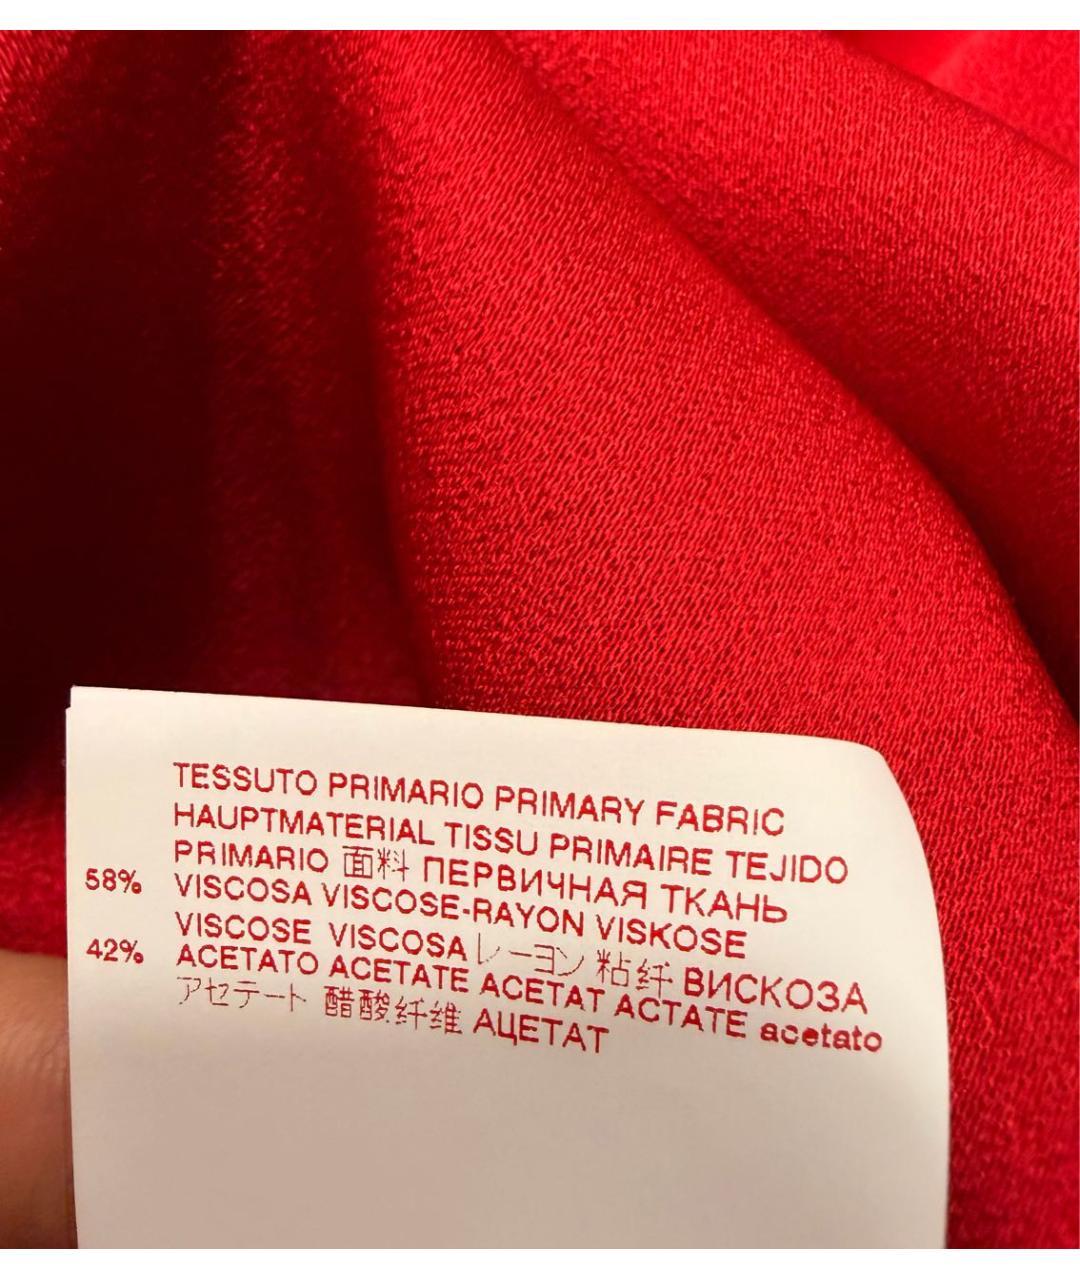 TESSUTO PRIMARIO PRIMARY FABRIC
HAUPTMATERIAL TISSU PRIMAIRE TEJIDO
PRIMARIO 面料 ПЕРВИЧНАЯ ТКАНЬ
58% VISCOSA VISCOSE-RAYON VISKOSE
VISCOSE VISCOSA レーヨン 粘纤 ВИСКОЗА
42% ACETATO ACETATE ACETAT ACTATE acetato
アセテート 醋酸纤维 АЦЕТАТ